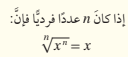 إذا كانَ n عددًا فرديًّا فإنَّ:
ⁿ√xⁿ = x